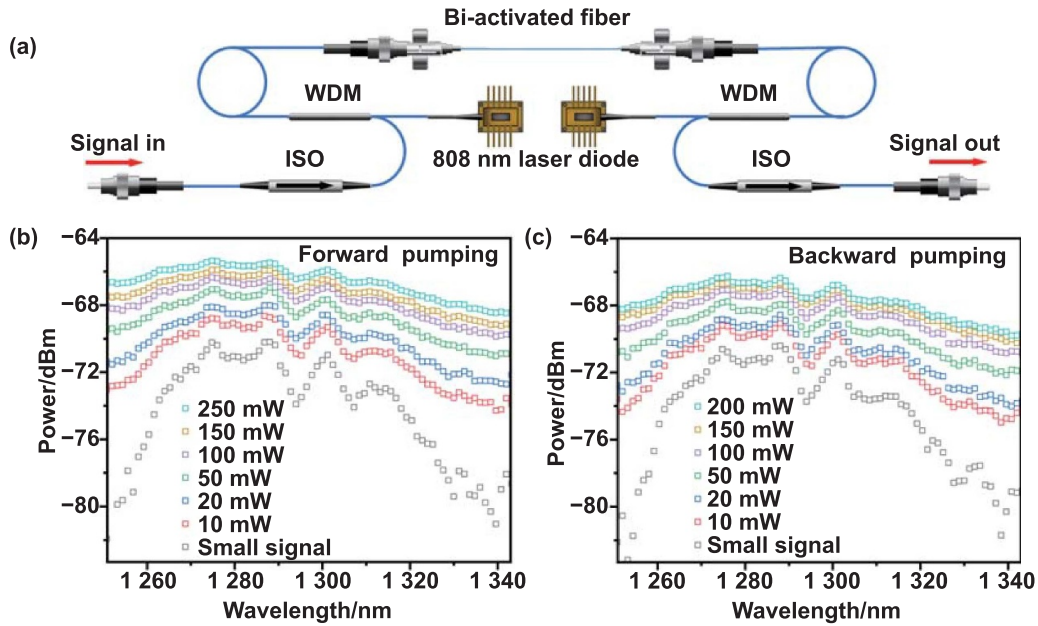 Bi-activated fiber
(a)
WDM
WDM
Signal in
ISO
808 nm laser diode
ISO
Signal out
(b)
Forward pumping
−64
−68
−72
−76
−80
Power/dBm
250 mW
150 mW
100 mW
50 mW
20 mW
10 mW
Small signal
1 260
1 280
1 300
1 320
1 340
Wavelength/nm
(c)
Backward pumping
−64
−68
−72
−76
−80
Power/dBm
200 mW
150 mW
100 mW
50 mW
20 mW
10 mW
Small signal
1 260
1 280
1 300
1 320
1 340
Wavelength/nm